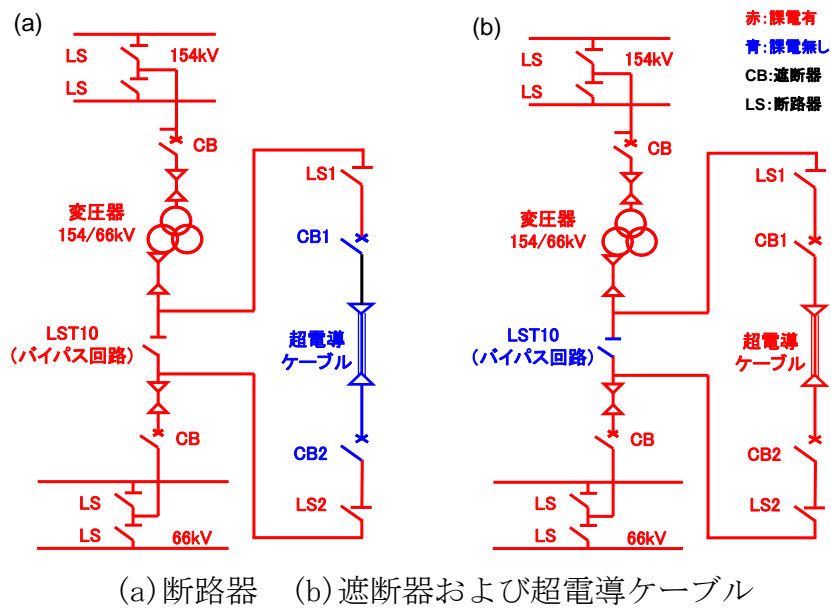 (a)
LS
154kV
LS
CB
変圧器
154/66kV
LST10
(バイパス回路)
CB
LS
LS
66kV
LS1
CB1
超電導
ケーブル
CB2
LS2
(b)
LS
154kV
LS
CB
変圧器
154/66kV
LST10
(バイパス回路)
CB
LS
LS
66kV
LS1
CB1
超電導
ケーブル
CB2
LS2
赤:課電有
青:課電無し
CB:遮断器
LS:断路器
(a)断路器 (b)遮断器および超電導ケーブル